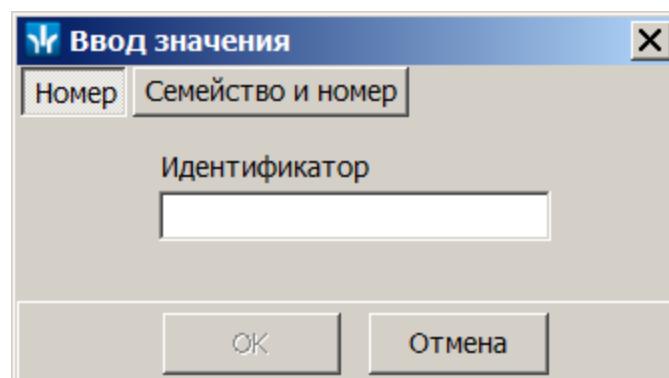 Ввод значения
Номер Семейство и номер
Идентификатор
OK Отмена